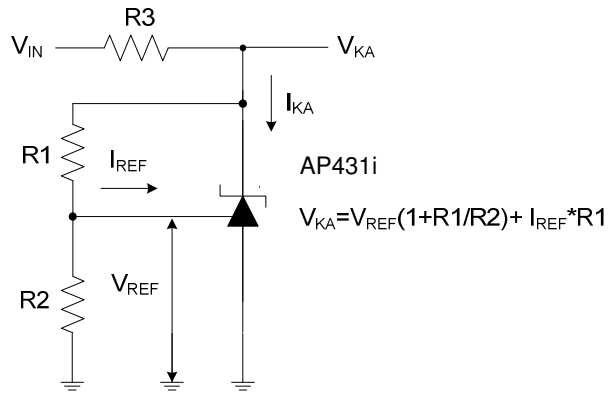 R3
VIN
VKA
IKA
R1
IREF
AP431i
VKA=VREF(1+R1/R2)+ IREF*R1
VREF
R2